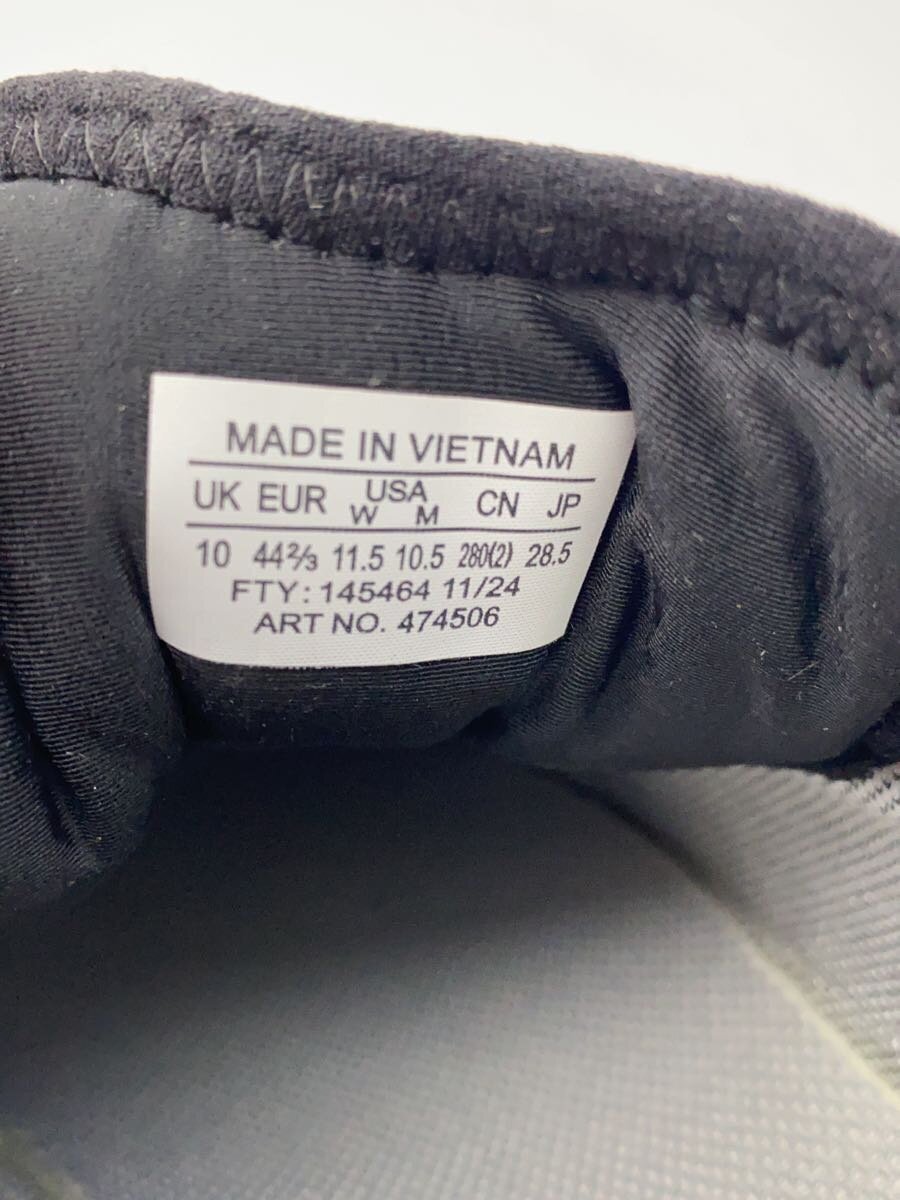 MADE IN VIETNAM
UK EUR USA W M CN JP
10 44⅔ 11.5 10.5 280(2) 28.5
FTY: 145464 11/24
ART NO. 474506